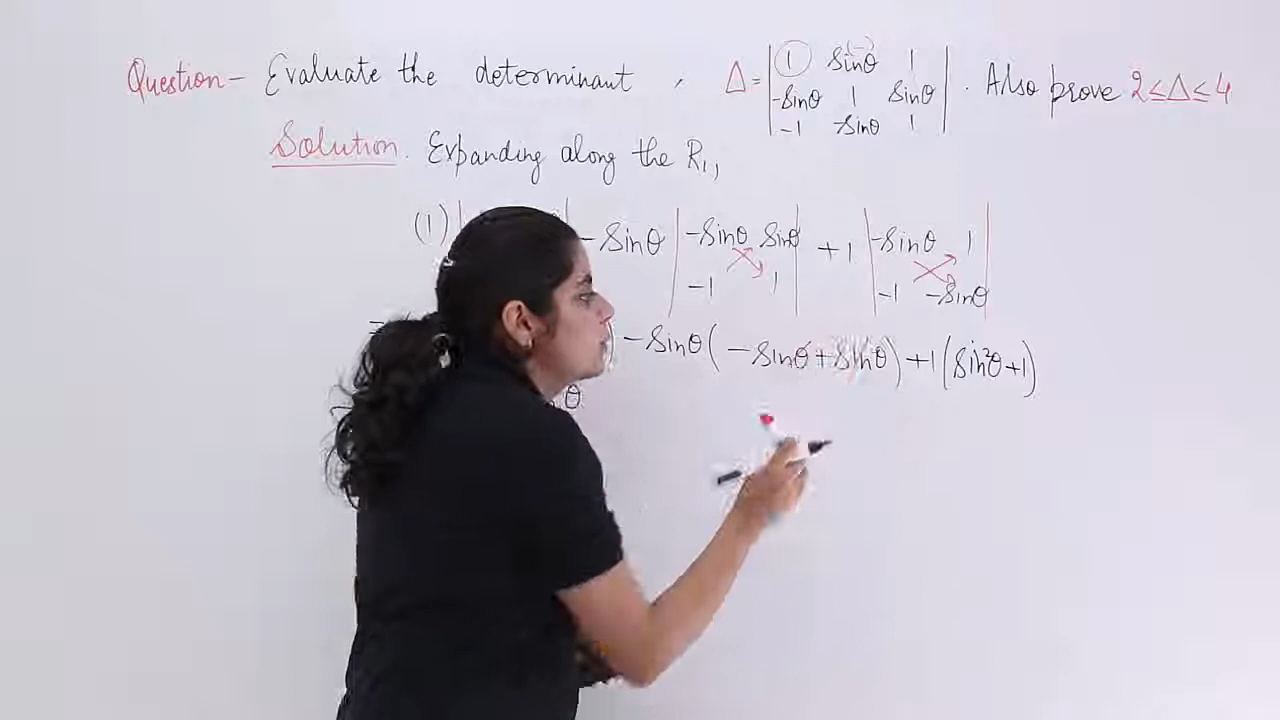 Question – Evaluate the determinant, Δ = | 1 sinθ 1 | . Also prove 2 ≤ Δ ≤ 4
| -sinθ 1 sinθ |
| -1 -sinθ 1 |
Solution. Expanding along the R₁,
(1) | | - sinθ | -sinθ sinθ | + 1 | -sinθ 1 |
| -1 1 | | -1 -sinθ |
= ) - sinθ ( - sinθ + sinθ ) + 1 ( sin²θ + 1 )
θ